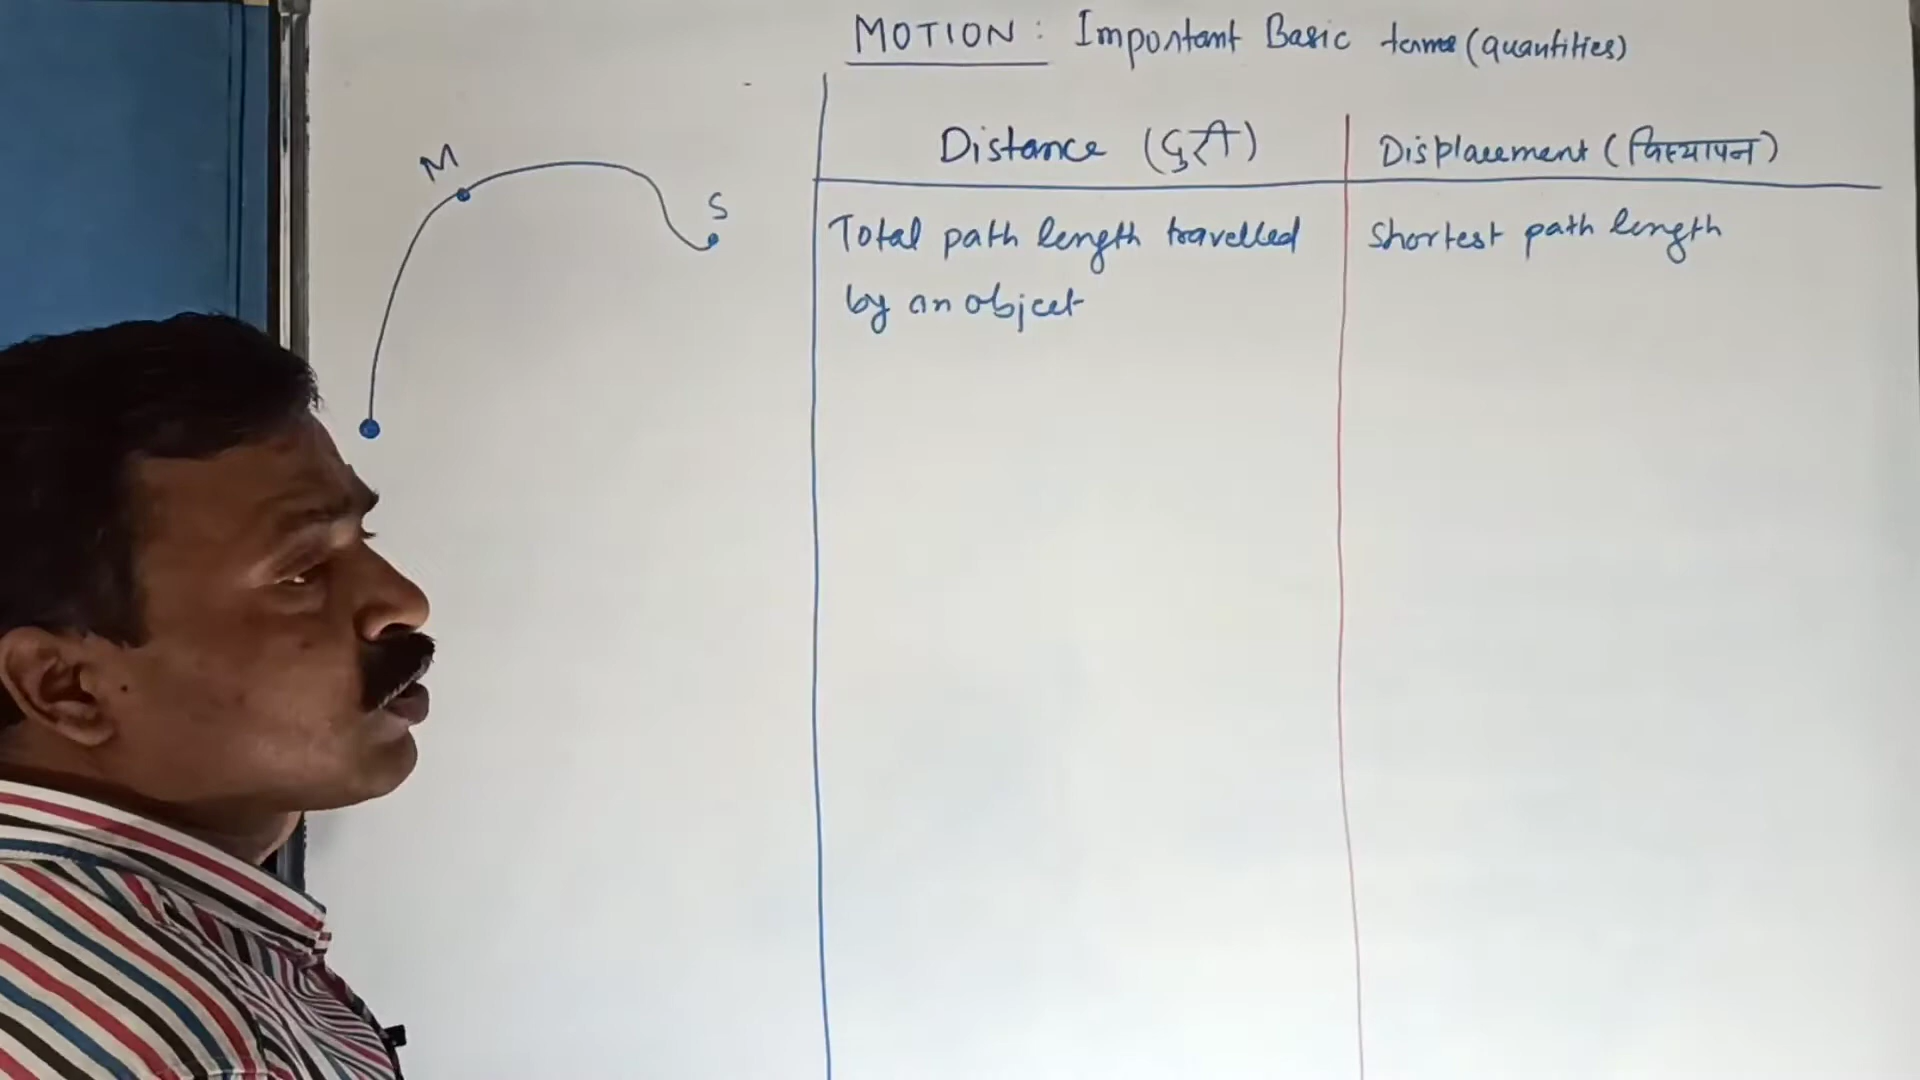 MOTION : Important Basic terms (quantities)
M
S
Distance (दुरी)
Displacement (विस्थापन)
Total path length travelled
by an object
Shortest path length